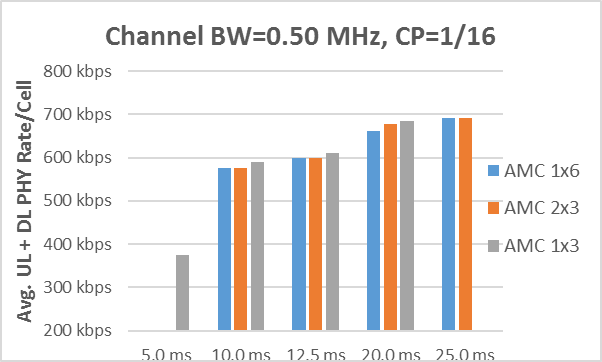 Channel BW=0.50 MHz, CP=1/16
Avg. UL + DL PHY Rate/Cell
800 kbps
700 kbps
600 kbps
500 kbps
400 kbps
300 kbps
200 kbps
5.0 ms 10.0 ms 12.5 ms 20.0 ms 25.0 ms
AMC 1x6
AMC 2x3
AMC 1x3